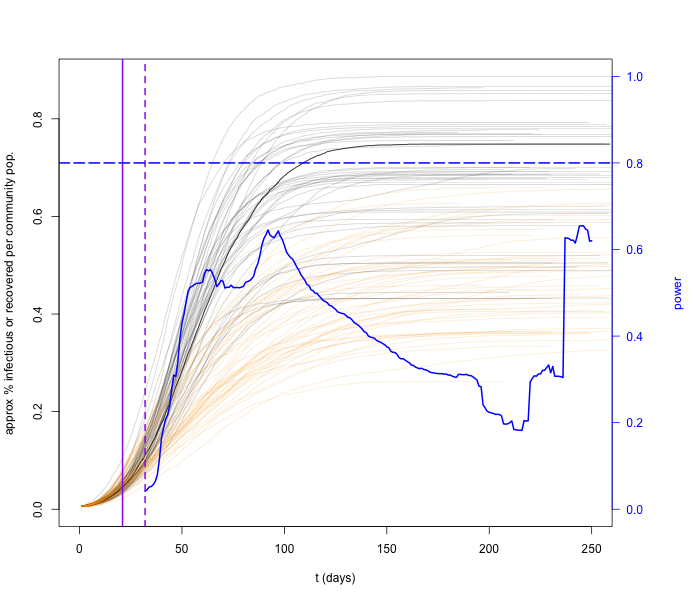 approx % infectious or recovered per community pop.
0.8
0.6
0.4
0.2
0.0
1.0
0.8
0.6
0.4
0.2
0.0
power
0 50 100 150 200 250
t (days)